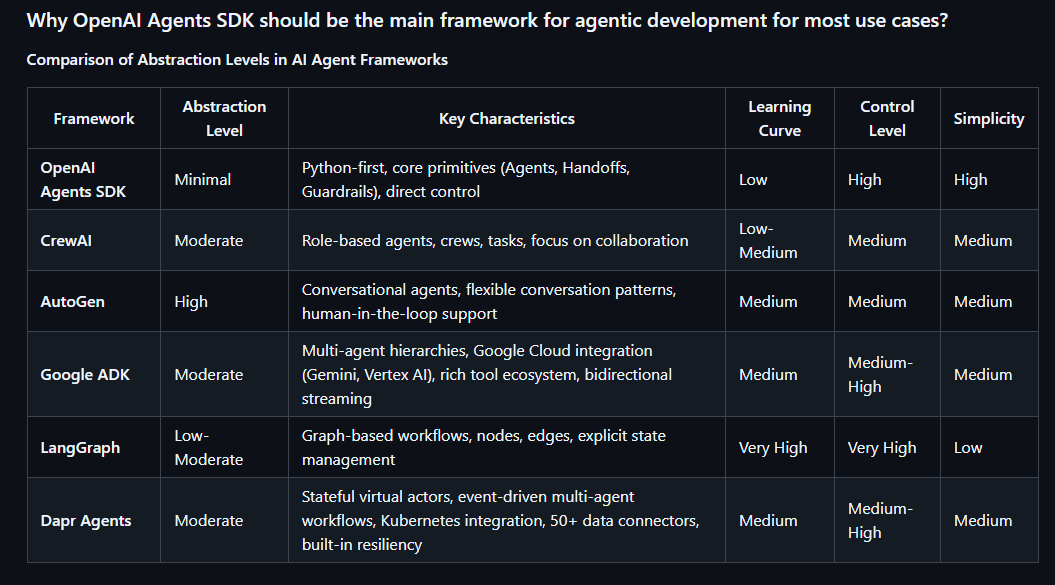 Why OpenAI Agents SDK should be the main framework for agentic development for most use cases?
Comparison of Abstraction Levels in AI Agent Frameworks
Framework
Abstraction
Level
Key Characteristics
Learning
Curve
Control
Level
Simplicity
OpenAI
Agents SDK
Minimal
Python-first, core primitives (Agents, Handoffs,
Guardrails), direct control
Low
High
High
CrewAI
Moderate
Role-based agents, crews, tasks, focus on collaboration
Low-
Medium
Medium
Medium
AutoGen
High
Conversational agents, flexible conversation patterns,
human-in-the-loop support
Medium
Medium
Medium
Google ADK
Moderate
Multi-agent hierarchies, Google Cloud integration
(Gemini, Vertex AI), rich tool ecosystem, bidirectional
streaming
Medium
Medium-
High
Medium
LangGraph
Low-
Moderate
Graph-based workflows, nodes, edges, explicit state
management
Very High
Very High
Low
Dapr Agents
Moderate
Stateful virtual actors, event-driven multi-agent
workflows, Kubernetes integration, 50+ data connectors,
built-in resiliency
Medium
Medium-
High
Medium